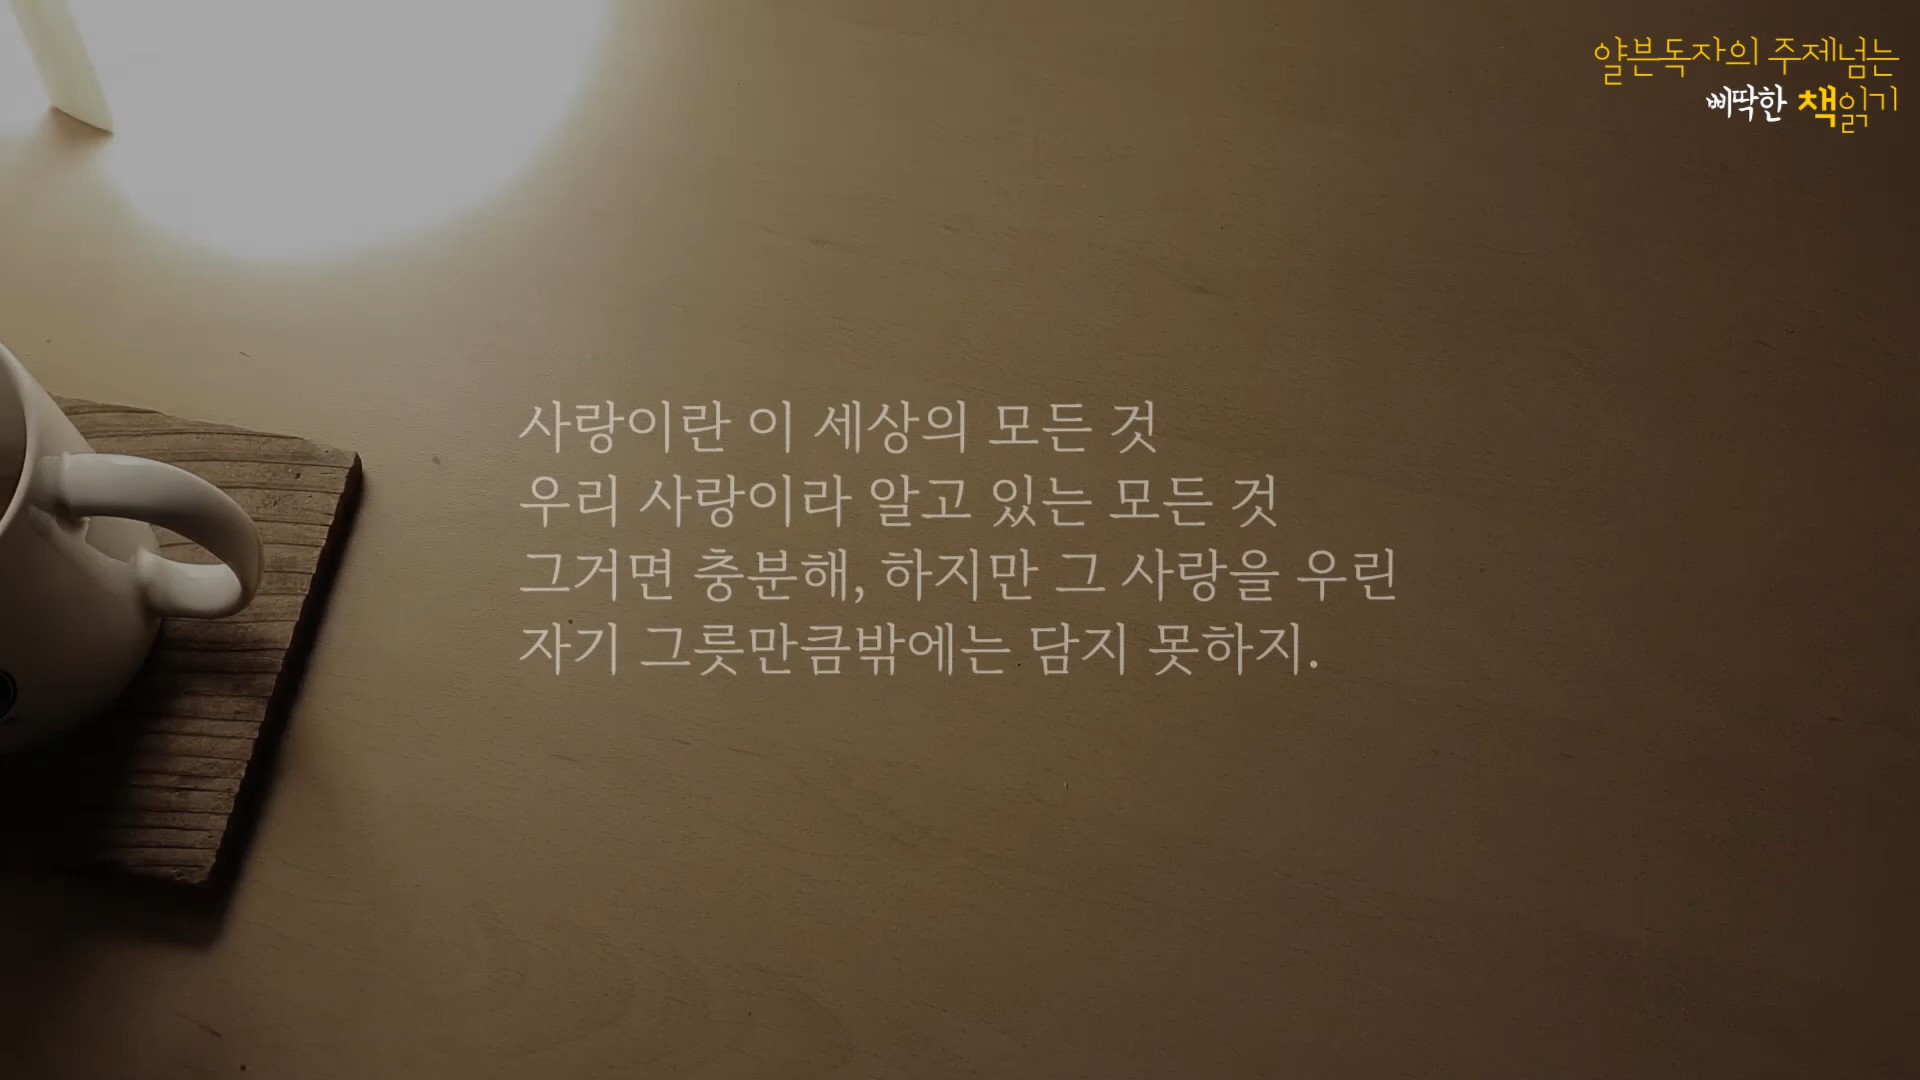 얄븐독자의 주제넘는
삐딱한 책읽기
사랑이란 이 세상의 모든 것
우리 사랑이라 알고 있는 모든 것
그거면 충분해, 하지만 그 사랑을 우린
자기 그릇만큼밖에는 담지 못하지.